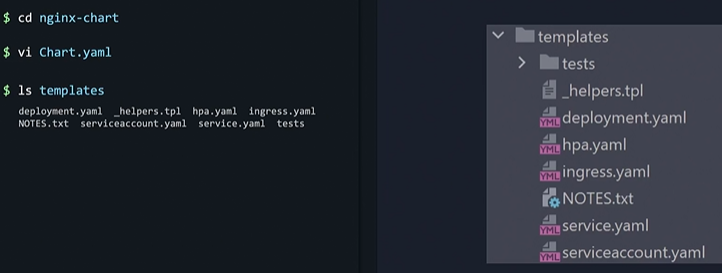 $ cd nginx-chart
$ vi Chart.yaml
$ ls templates
deployment.yaml _helpers.tpl hpa.yaml ingress.yaml
NOTES.txt serviceaccount.yaml service.yaml tests
templates
tests
_helpers.tpl
YML deployment.yaml
YML hpa.yaml
YML ingress.yaml
NOTES.txt
YML service.yaml
YML serviceaccount.yaml